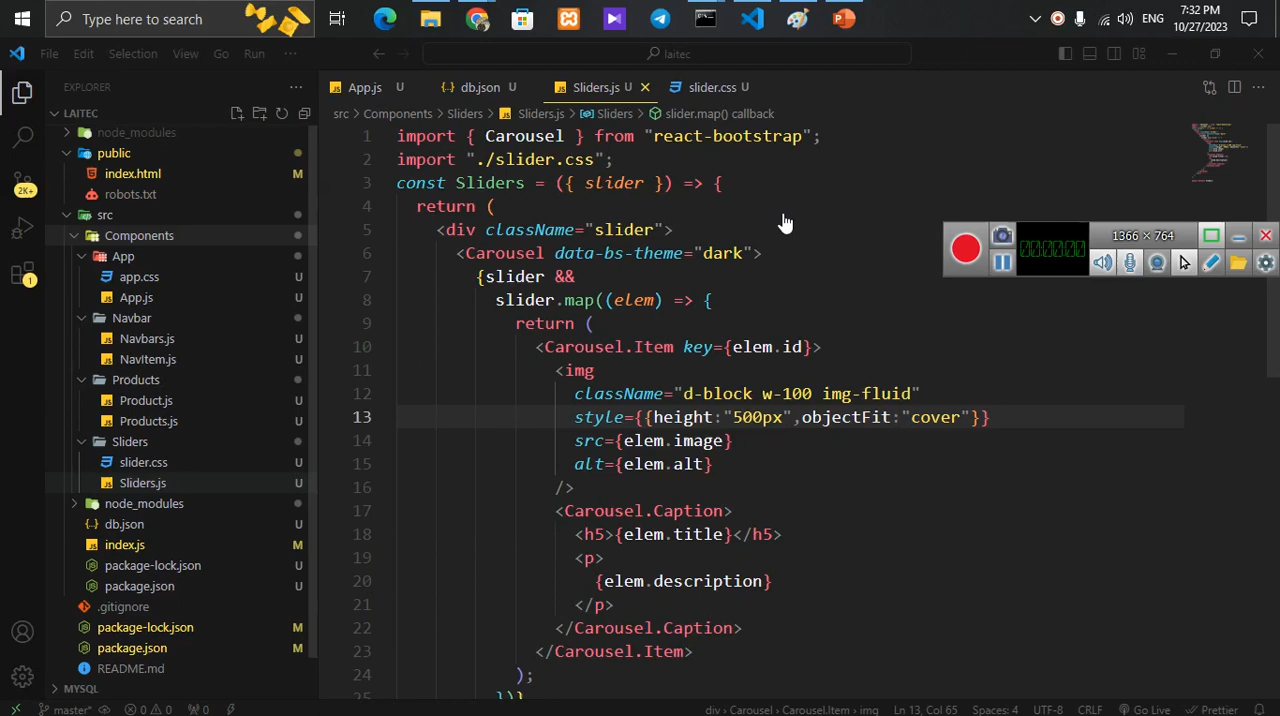 Type here to search
ENG
7:32 PM
10/27/2023
File Edit Selection View Go Run ···
laitec
EXPLORER
LAITEC
node_modules
public
index.html M
robots.txt
src
Components
App
app.css U
App.js U
Navbar
Navbars.js U
NavItem.js U
Products
Product.js U
Products.js U
Sliders
slider.css U
Sliders.js U
node_modules
db.json U
index.js M
package-lock.json U
package.json U
.gitignore
package-lock.json M
package.json M
README.md
MYSQL
2K+
1
App.js U
db.json U
Sliders.js U
slider.css U
src > Components > Sliders > Sliders.js > Sliders > slider.map() callback
1 import { Carousel } from "react-bootstrap";
2 import "./slider.css";
3 const Sliders = ({ slider }) => {
4 return (
5 <div className="slider">
6 <Carousel data-bs-theme="dark">
7 {slider &&
8 slider.map((elem) => {
9 return (
10 <Carousel.Item key={elem.id}>
11 <img
12 className="d-block w-100 img-fluid"
13 style={{height:"500px",objectFit:"cover"}}
14 src={elem.image}
15 alt={elem.alt}
16 />
17 <Carousel.Caption>
18 <h5>{elem.title}</h5>
19 <p>
20 {elem.description}
21 </p>
22 </Carousel.Caption>
23 </Carousel.Item>
24 );
25 })}
1366 × 764
000000
master* 0 0 0
div > Carousel > Carousel.Item > img Ln 13, Col 65 Spaces: 4 UTF-8 CRLF JavaScript Go Live Prettier